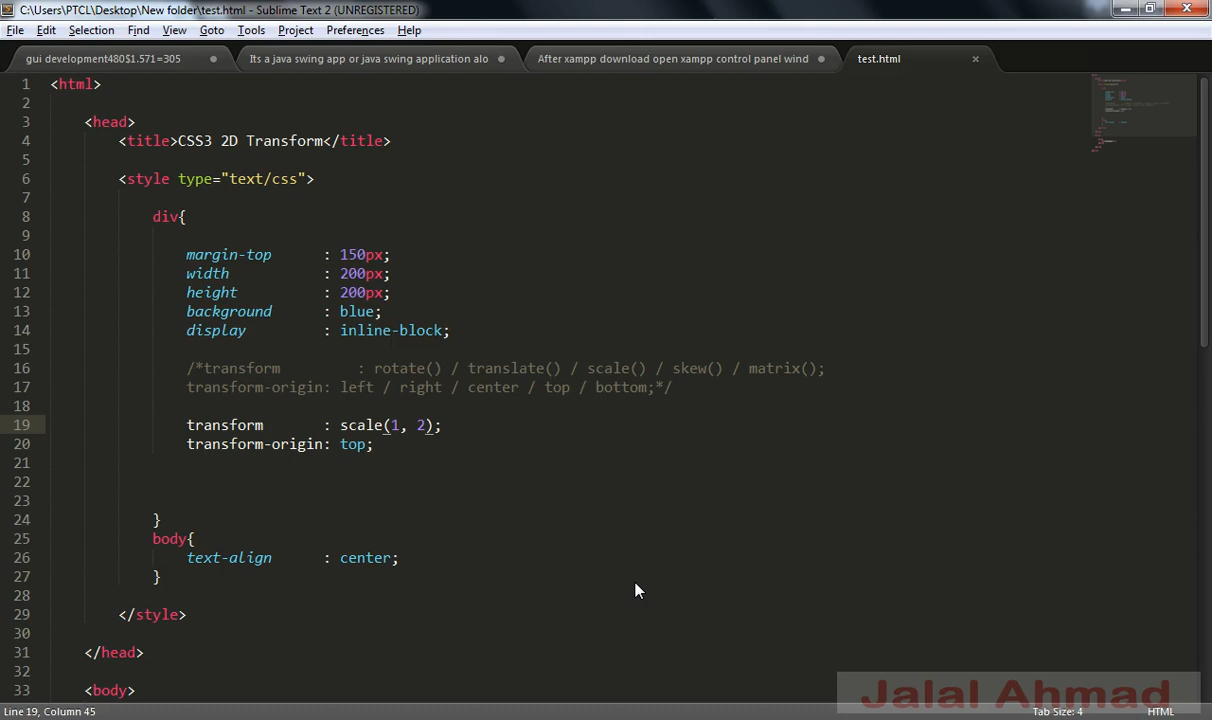 C:\Users\PTCL\Desktop\New folder\test.html - Sublime Text 2 (UNREGISTERED)
File Edit Selection Find View Goto Tools Project Preferences Help
gui development480$1.571=305 Its a java swing app or java swing application alo After xampp download open xampp control panel wind test.html
1 <html>
2
3 <head>
4 <title>CSS3 2D Transform</title>
5
6 <style type="text/css">
7
8 div{
9
10 margin-top : 150px;
11 width : 200px;
12 height : 200px;
13 background : blue;
14 display : inline-block;
15
16 /*transform : rotate() / translate() / scale() / skew() / matrix();
17 transform-origin: left / right / center / top / bottom;*/
18
19 transform : scale(1, 2);
20 transform-origin: top;
21
22
23
24 }
25 body{
26 text-align : center;
27 }
28
29 </style>
30
31 </head>
32
33 <body>
Jalal Ahmad
Line 19, Column 45 Tab Size: 4 HTML